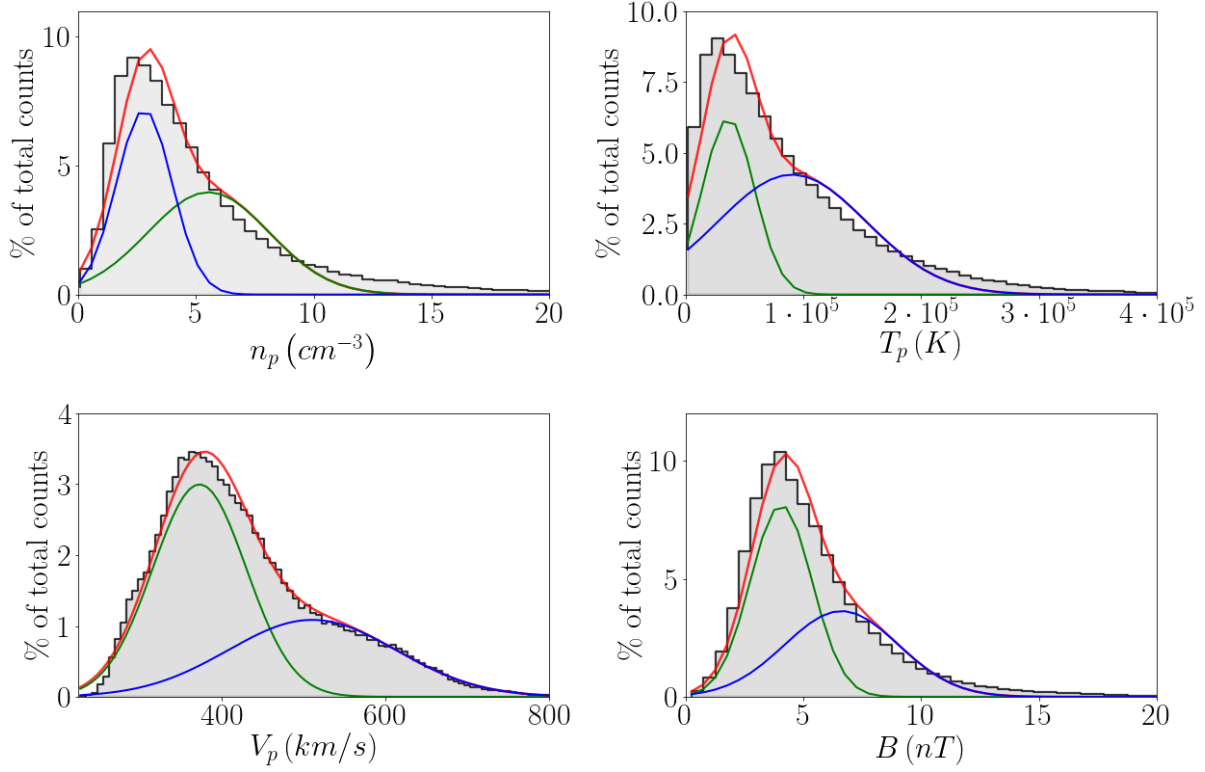 % of total counts
10
5
0
0 5 10 15 20
n_p (cm^{-3})
% of total counts
10.0
7.5
5.0
2.5
0.0
0 1 · 10^5 2 · 10^5 3 · 10^5 4 · 10^5
T_p (K)
% of total counts
4
3
2
1
0
400 600 800
V_p (km/s)
% of total counts
10
5
0
0 5 10 15 20
B (nT)